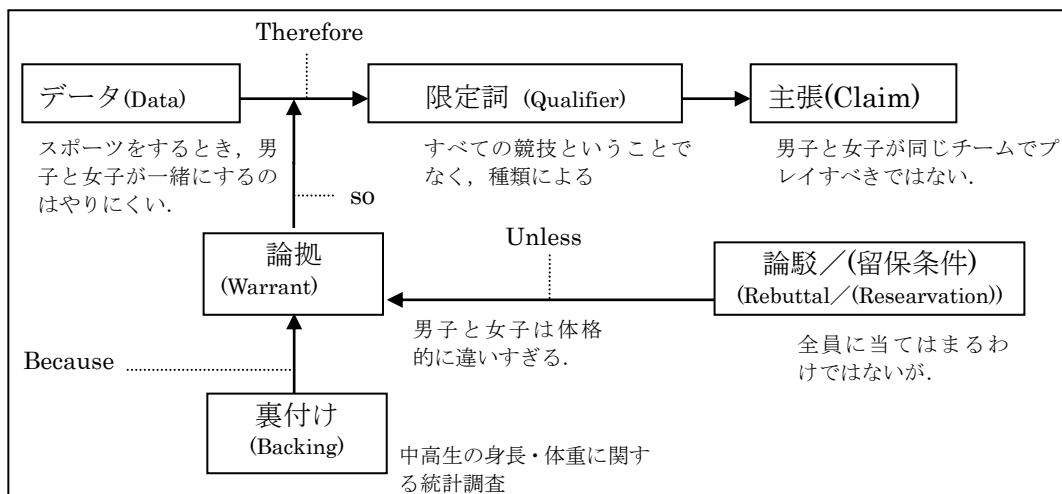 Therefore
データ(Data)
限定詞 (Qualifier)
主張(Claim)
スポーツをするとき，男
子と女子が一緒にするの
はやりにくい．
すべての競技ということで
なく，種類による
男子と女子が同じチームでプ
レイすべきではない．
so
Unless
論拠
(Warrant)
論駁／(留保条件)
(Rebuttal／(Researvation))
男子と女子は体格
的に違いすぎる．
全員に当てはまるわ
けではないが．
Because
裏付け
(Backing)
中高生の身長・体重に関す
る統計調査